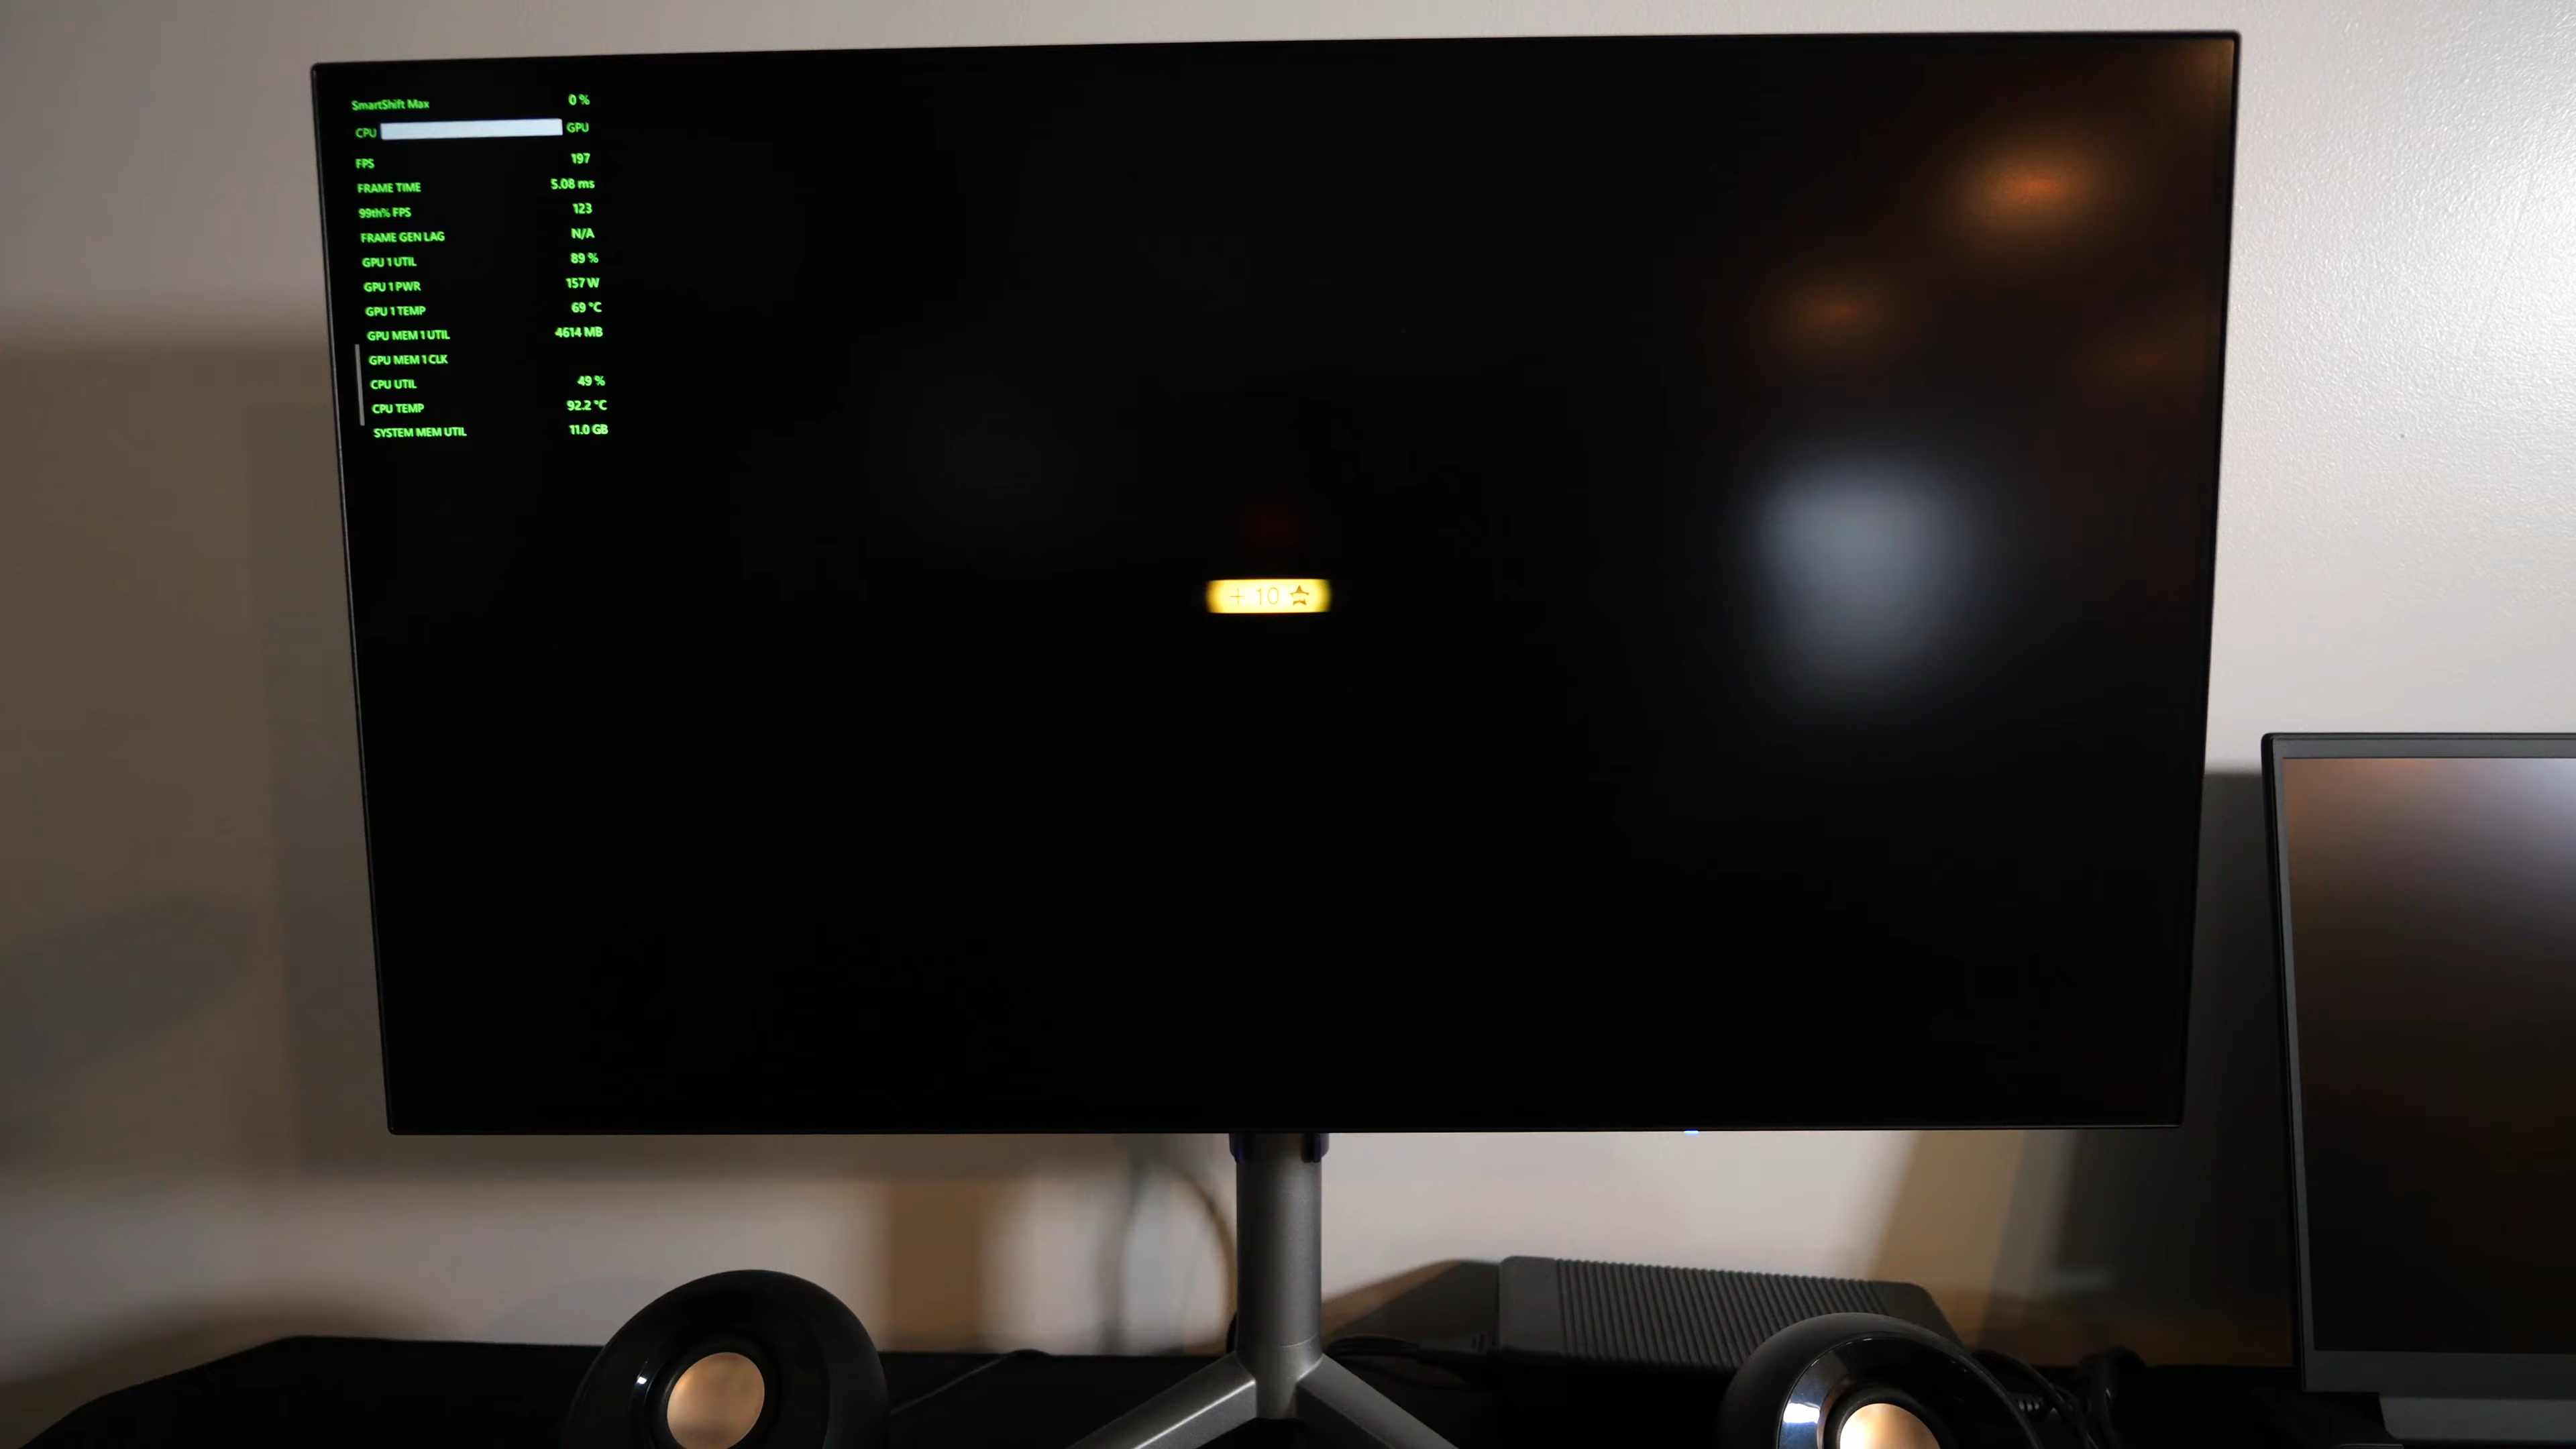 SmartShift Max 0 %
CPU GPU
FPS 197
FRAME TIME 5.08 ms
99th% FPS 123
FRAME GEN LAG N/A
GPU 1 UTIL 89 %
GPU 1 PWR 157 W
GPU 1 TEMP 69 °C
GPU MEM 1 UTIL 4614 MB
GPU MEM 1 CLK
CPU UTIL 49 %
CPU TEMP 92.2 °C
SYSTEM MEM UTIL 11.0 GB
+ 10